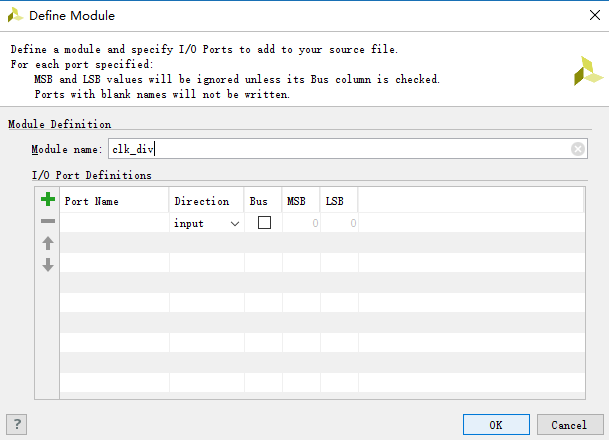 Define Module
Define a module and specify I/O Ports to add to your source file.
For each port specified:
MSB and LSB values will be ignored unless its Bus column is checked.
Ports with blank names will not be written.
Module Definition
Module name: clk_div
I/O Port Definitions
Port Name Direction Bus MSB LSB
input 0 0
? OK Cancel